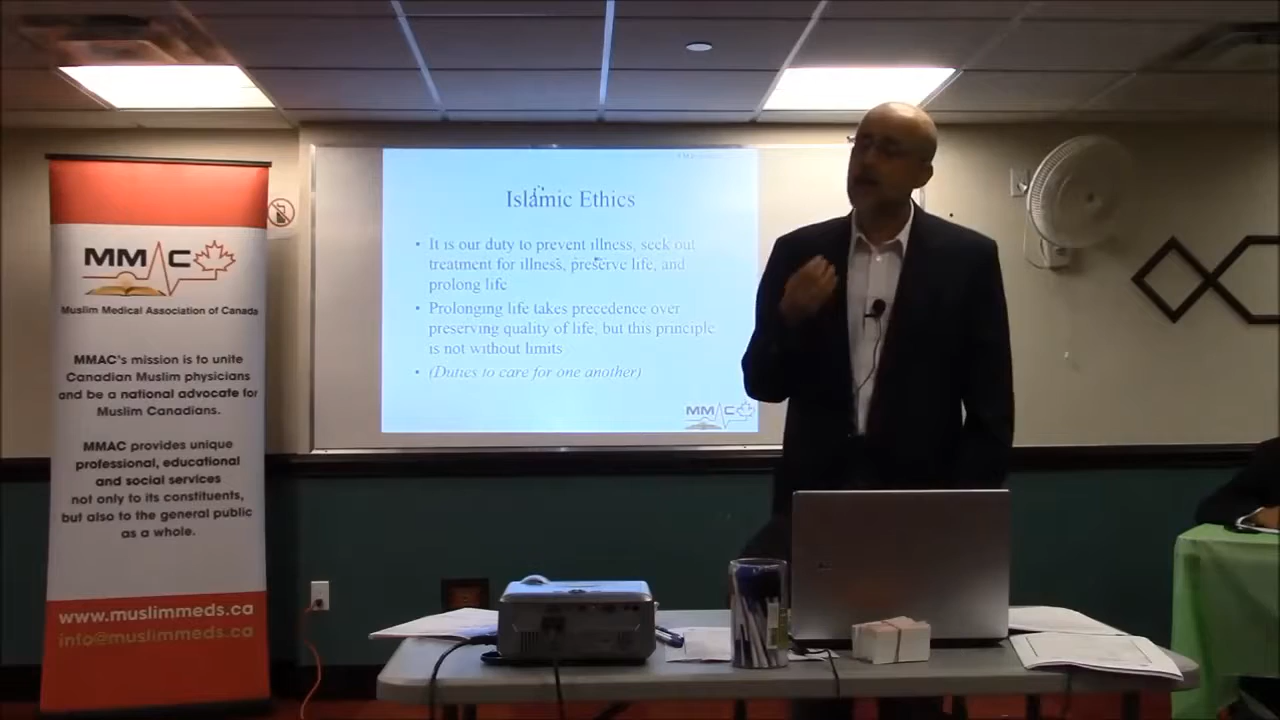 MMAC
Muslim Medical Association of Canada
MMAC's mission is to unite
Canadian Muslim physicians
and be a national advocate for
Muslim Canadians.
MMAC provides unique
professional, educational
and social services
not only to its constituents,
but also to the general public
as a whole.
www.muslimmeds.ca
info@muslimmeds.ca
Islamic Ethics
• It is our duty to prevent illness, seek out
treatment for illness, preserve life, and
prolong life
• Prolonging life takes precedence over
preserving quality of life, but this principle
is not without limits
• (Duties to care for one another)
MMAC